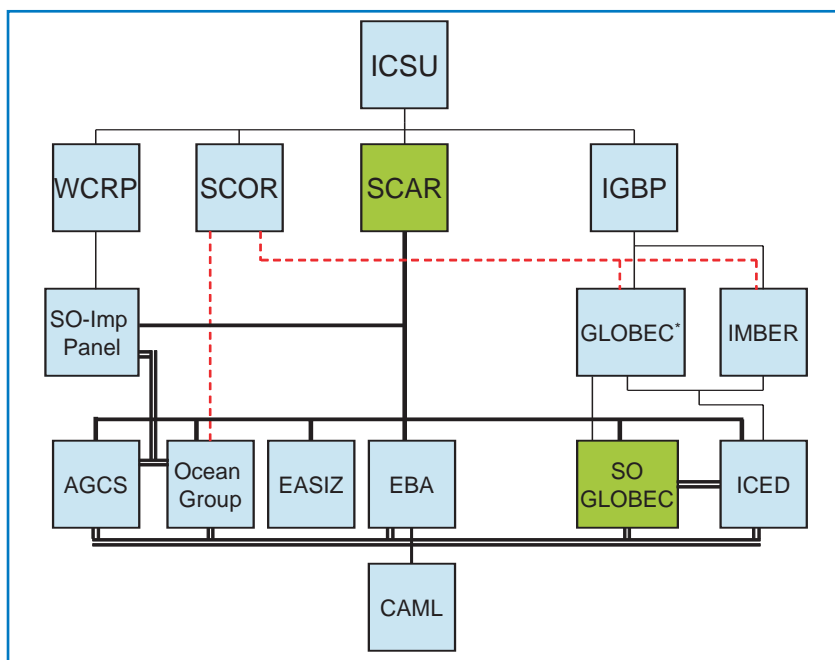 ICSU
WCRP
SCOR
SCAR
IGBP
SO-Imp
Panel
GLOBEC*
IMBER
AGCS
Ocean
Group
EASIZ
EBA
SO
GLOBEC
ICED
CAML